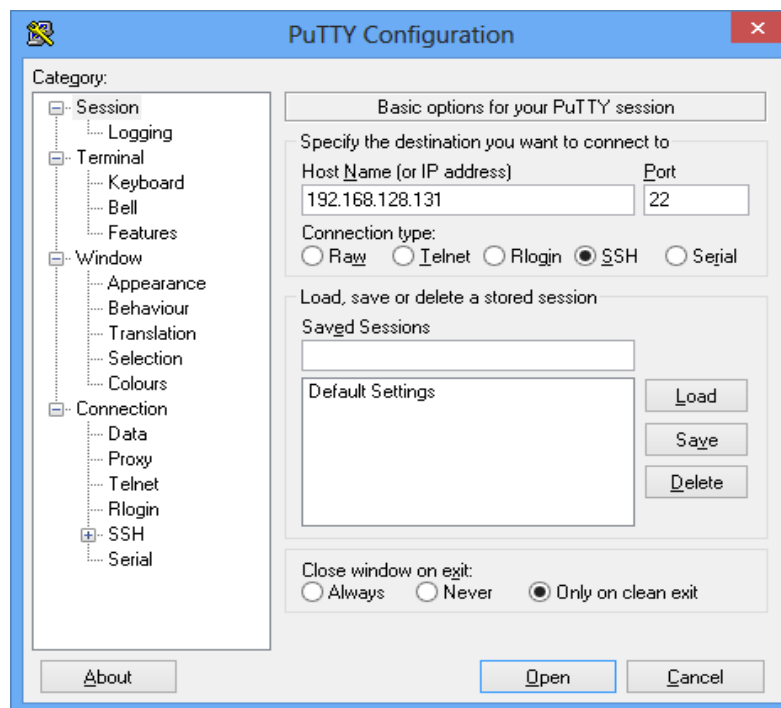 PuTTY Configuration
Category:
Session
Logging
Terminal
Keyboard
Bell
Features
Window
Appearance
Behaviour
Translation
Selection
Colours
Connection
Data
Proxy
Telnet
Rlogin
SSH
Serial
Basic options for your PuTTY session
Specify the destination you want to connect to
Host Name (or IP address) Port
192.168.128.131 22
Connection type:
Raw Telnet Rlogin SSH Serial
Load, save or delete a stored session
Saved Sessions
Default Settings
Load
Save
Delete
Close window on exit:
Always Never Only on clean exit
About Open Cancel